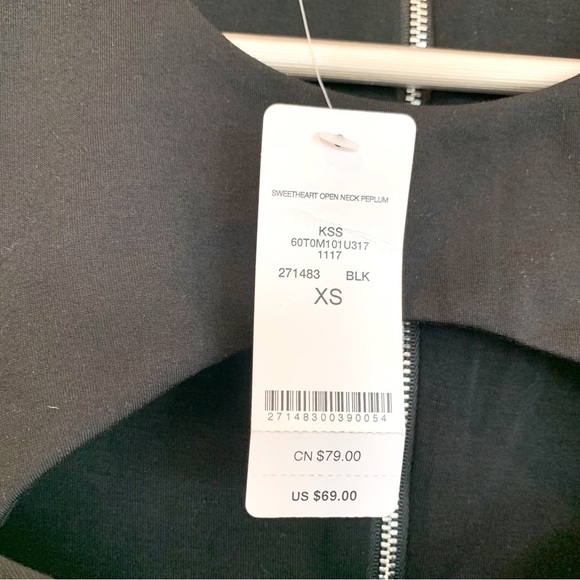 SWEETHEART OPEN NECK PEPLUM
KSS
60T0M101U317
1117
271483 BLK
XS
27148300390054
CN $79.00
US $69.00